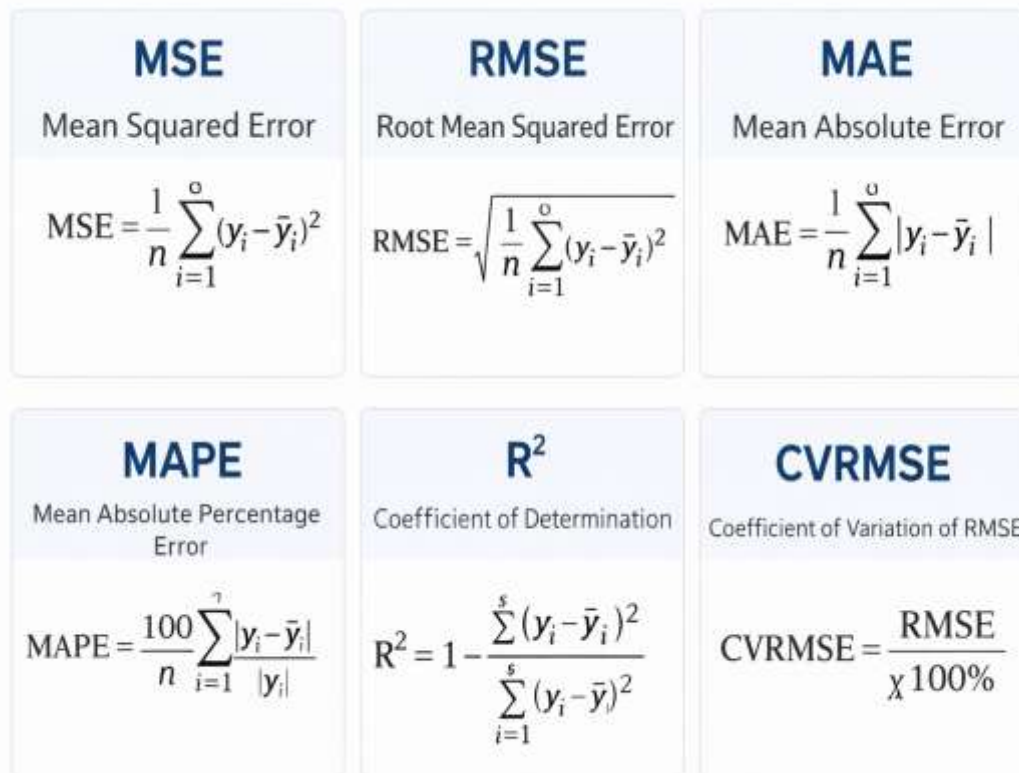 MSE
Mean Squared Error
MSE = 1/n o∑i=1 (yᵢ − ȳᵢ)²
RMSE
Root Mean Squared Error
RMSE = √(1/n o∑i=1 (yᵢ − ȳᵢ)²)
MAE
Mean Absolute Error
MAE = 1/n ∑i=1 |yᵢ − ȳᵢ |
MAPE
Mean Absolute Percentage
Error
MAPE = 100/n ∑i=1 |yᵢ − ȳᵢ| / |yᵢ|
R²
Coefficient of Determination
R² = 1 − s∑ (yᵢ − ȳᵢ)² / s∑i=1 (yᵢ − ȳ)²
CVRMSE
Coefficient of Variation of RMSE
CVRMSE = RMSE / χ 100%